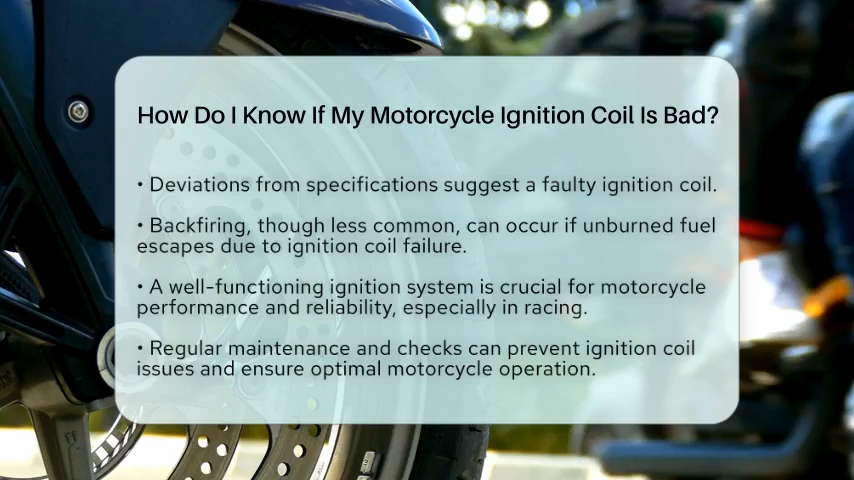 How Do I Know If My Motorcycle Ignition Coil Is Bad?
• Deviations from specifications suggest a faulty ignition coil.
• Backfiring, though less common, can occur if unburned fuel
escapes due to ignition coil failure.
• A well-functioning ignition system is crucial for motorcycle
performance and reliability, especially in racing.
• Regular maintenance and checks can prevent ignition coil
issues and ensure optimal motorcycle operation.